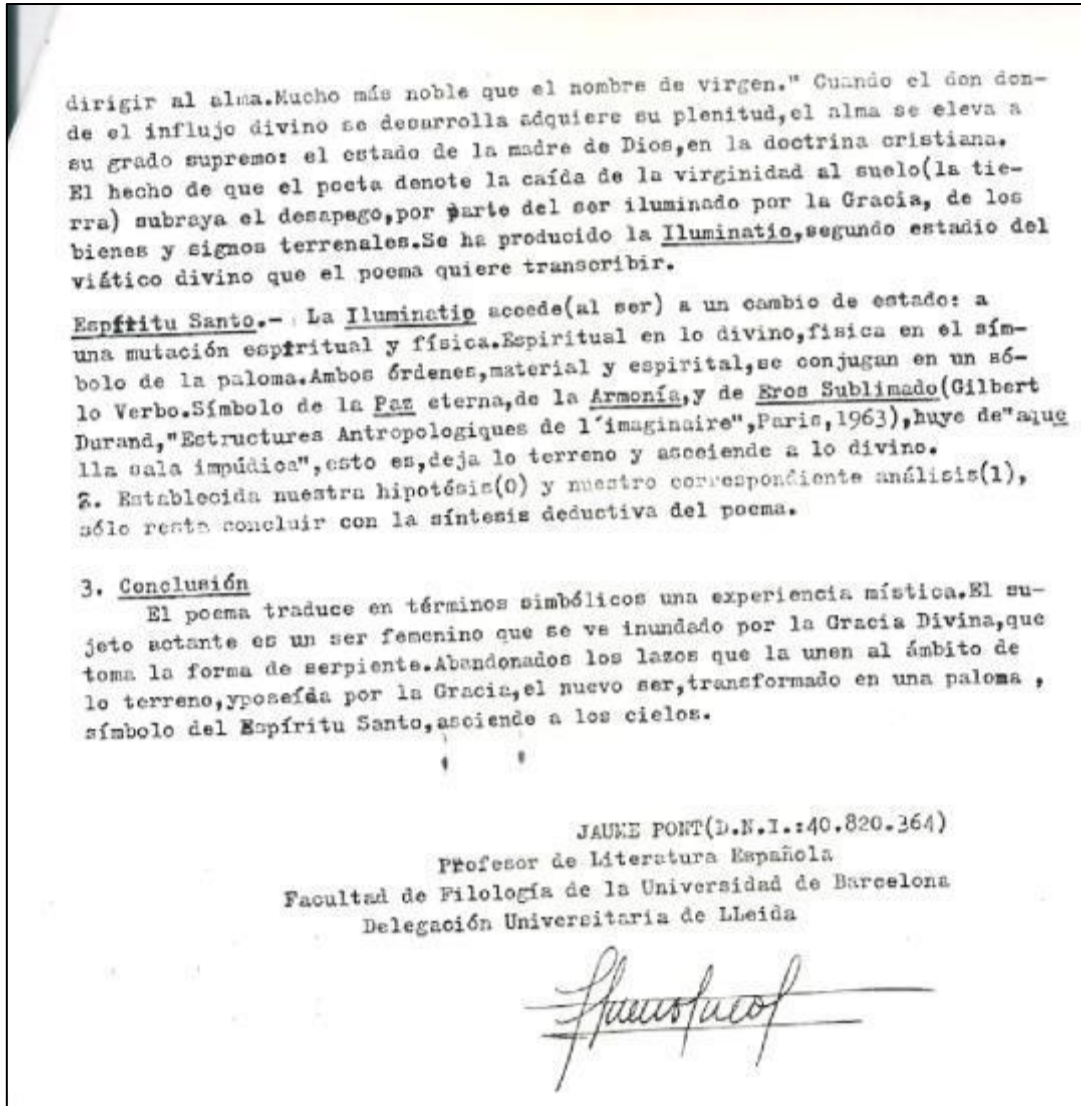 dirigir al alma.Mucho más noble que el nombre de virgen." Cuando el don don-
de el influjo divino se desarrolla adquiere su plenitud,el alma se eleva a
su grado supremo: el estado de la madre de Dios,en la doctrina cristiana.
El hecho de que el poeta denote la caída de la virginidad al suelo(la tie-
rra) subraya el desapego,por parte del ser iluminado por la Gracia, de los
bienes y signos terrenales.Se ha producido la Iluminatio,segundo estadio del
viático divino que el poema quiere transcribir.
Espíritu Santo.- La Iluminatio accede(al ser) a un cambio de estado: a
una mutación espiritual y física.Espiritual en lo divino,fisica en el sím-
bolo de la paloma.Ambos órdenes,material y espirital,se conjugan en un só-
lo Verbo.Símbolo de la Paz eterna,de la Armonía,y de Eros Sublimado(Gilbert
Durand,"Estructures Antropologiques de l'imaginaire",Paris,1963),huye de"aque
lla sala impúdica",esto es,deja lo terreno y asceiende a lo divino.
2. Establecida nuestra hipotésis(0) y nuestro correspondiente análisis(1),
sólo resta concluir con la síntesis deductiva del poema.
3. Conclusión
El poema traduce en términos simbólicos una experiencia mística.El su-
jeto actante es un ser femenino que se ve inundado por la Gracia Divina,que
toma la forma de serpiente.Abandonados los lazos que la unen al ámbito de
lo terreno,yposeída por la Gracia,el nuevo ser,transformado en una paloma ,
símbolo del Espíritu Santo,asciende a los cielos.
JAUME PONT(D.N.I.:40.820.364)
Profesor de Literatura Española
Facultad de Filología de la Universidad de Barcelona
Delegación Universitaria de LLeida